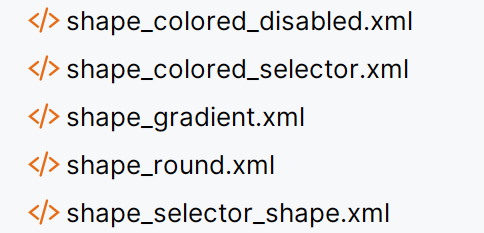 shape_colored_disabled.xml
shape_colored_selector.xml
shape_gradient.xml
shape_round.xml
shape_selector_shape.xml